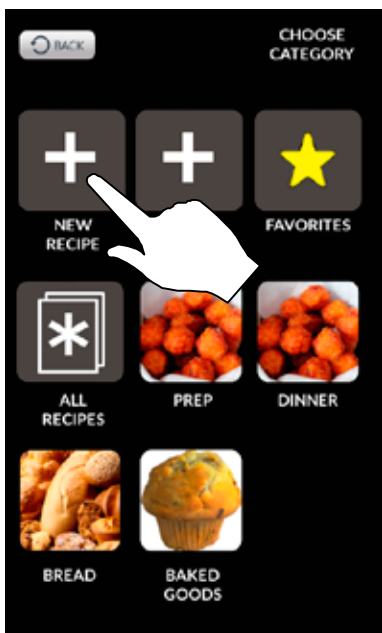 BACK
CHOOSE
CATEGORY
NEW
RECIPE
FAVORITES
ALL
RECIPES
PREP
DINNER
BREAD
BAKED
GOODS